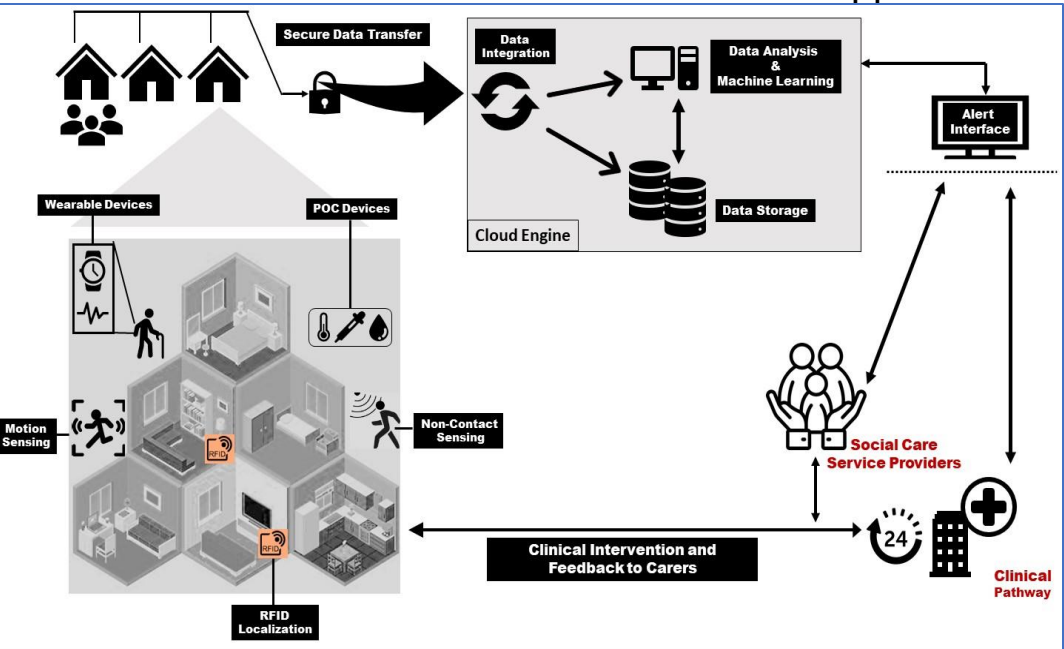 Secure Data Transfer
Data
Integration
Data Analysis
&
Machine Learning
Alert
Interface
Data Storage
Cloud Engine
Wearable Devices
POC Devices
Motion
Sensing
Non-Contact
Sensing
RFID
RFID
RFID
Localization
Social Care
Service Providers
Clinical Intervention and
Feedback to Carers
24
Clinical
Pathway